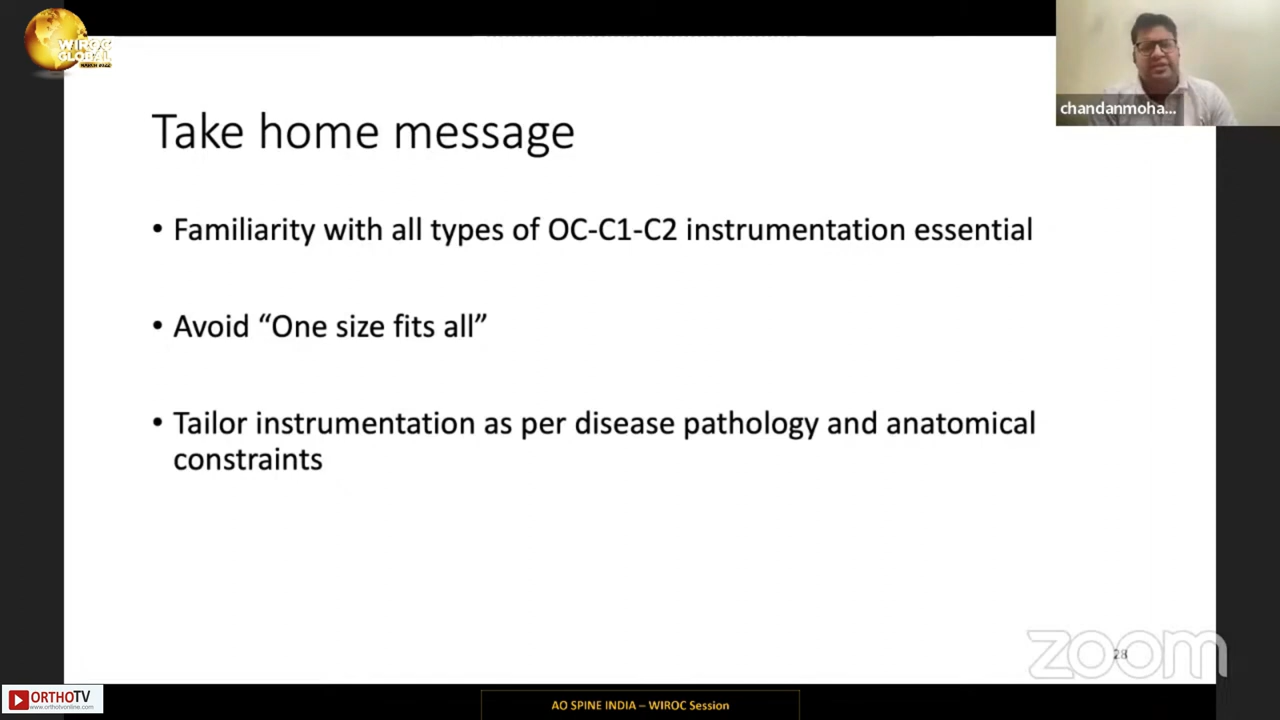 WIROC
GLOBAL
MARCH 2022
chandanmoha...
Take home message
• Familiarity with all types of OC-C1-C2 instrumentation essential
• Avoid “One size fits all”
• Tailor instrumentation as per disease pathology and anatomical
constraints
zoom
28
ORTHOTV
www.orthotvonline.com
AO SPINE INDIA – WIROC Session